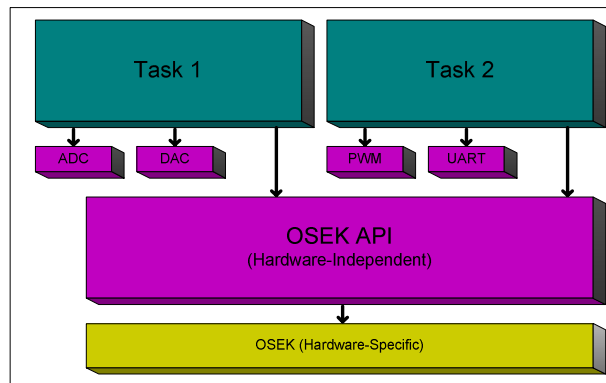 Task 1
Task 2
ADC
DAC
PWM
UART
OSEK API
(Hardware-Independent)
OSEK (Hardware-Specific)